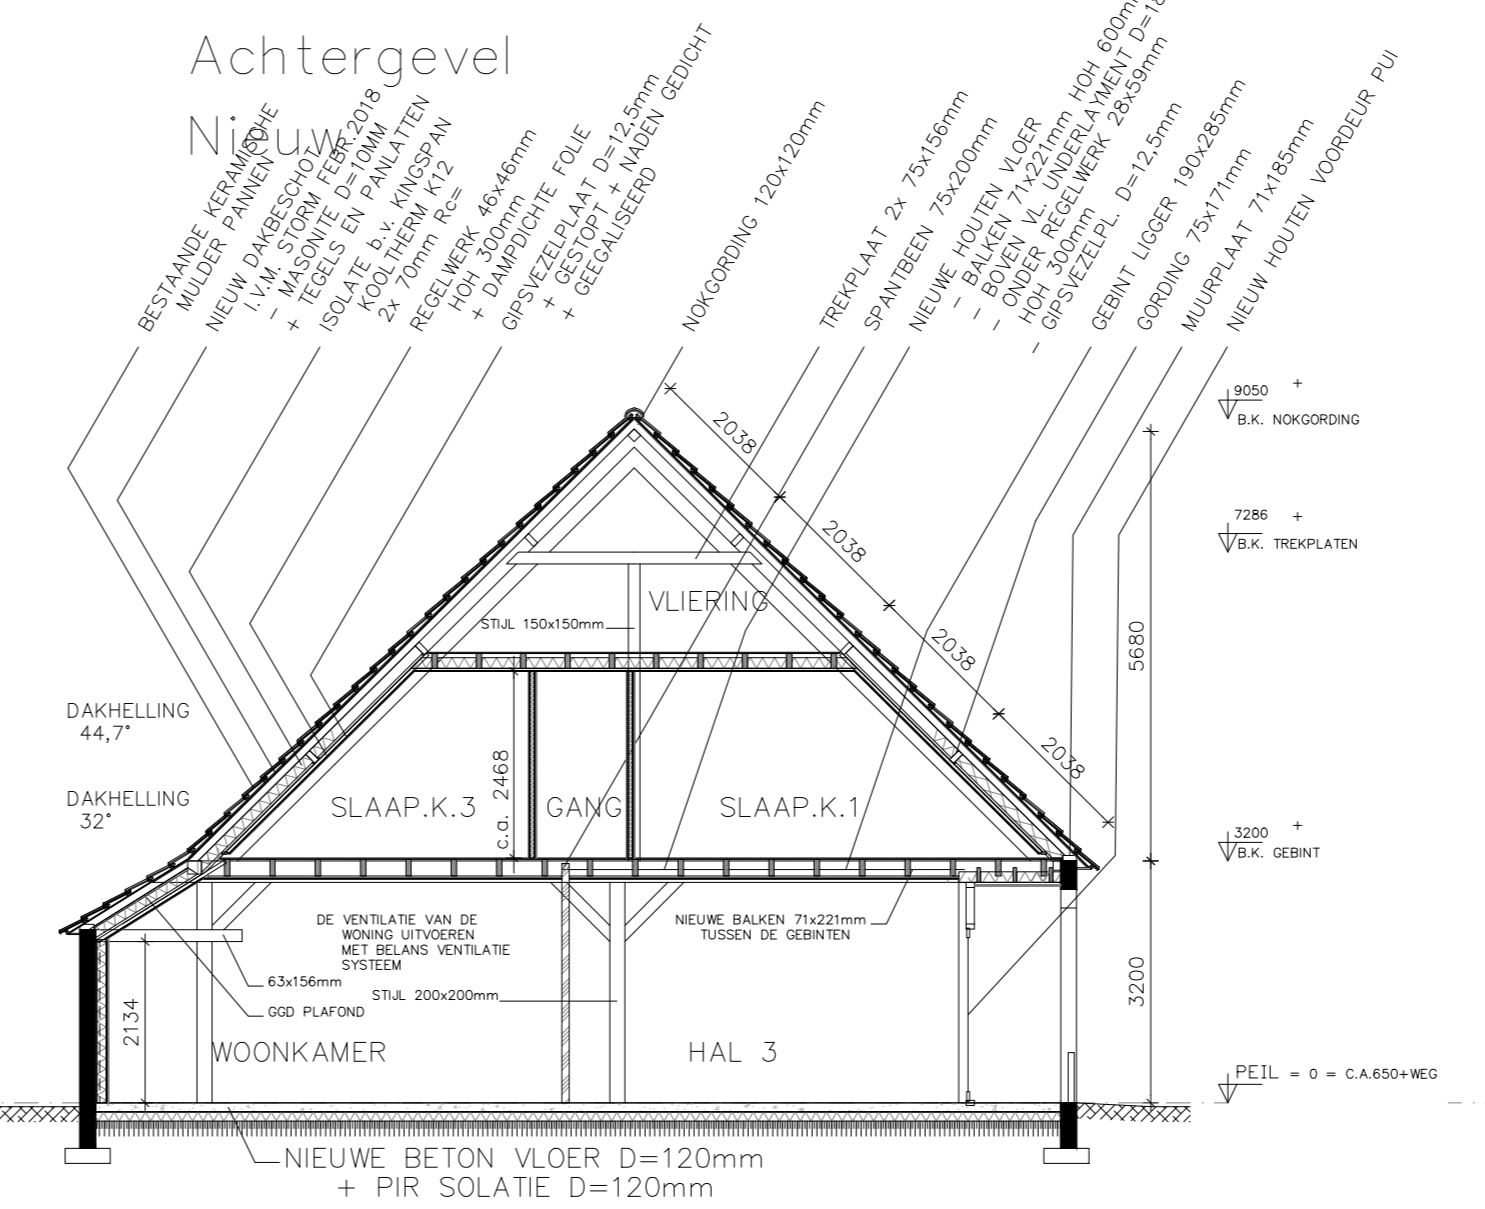 Achtergevel
Nieuw
BESTAANDE KERAMISCHE
MULDER PANNEN
NIEUW DAKBESCHOT
I.V.M. STORM FEBR.2018
- MASONITE D=10MM
+ TEGELS EN PANLATTEN
ISOLATE b.v. KINGSPAN
KOOLTHERM K12
2x 70mm Rc=
REGELWERK 46x46mm
HOH 300mm
+ DAMPDICHTE FOLIE
GIPSVEZELPLAAT D=12,5mm
+ GESTOPT + NADEN GEDICHT
+ GEEGALISEERD
NOKGORDING 120x120mm
TREKPLAAT 2x 75x156mm
SPANTBEEN 75x200mm
NIEUWE HOUTEN VLOER
- BALKEN 71x221mm HOH 600mm
- BOVEN VL. UNDERLAYMENT D=18
- ONDER REGELWERK 28x59mm
HOH 300mm
- GIPSVEZELPL. D=12,5mm
GEBINT LIGGER 190x285mm
GORDING 75x171mm
MUURPLAAT 71x185mm
NIEUW HOUTEN VOORDEUR PUI
9050 +
B.K. NOKGORDING
7286 +
B.K. TREKPLATEN
3200 +
B.K. GEBINT
PEIL = 0 = C.A.650+WEG
2038
2038
2038
2038
5680
3200
VLIERING
STIJL 150x150mm
DAKHELLING
44,7°
DAKHELLING
32°
c.a. 2468
SLAAP.K.3
GANG
SLAAP.K.1
DE VENTILATIE VAN DE
WONING UITVOEREN
MET BELANS VENTILATIE
SYSTEEM
NIEUWE BALKEN 71x221mm
TUSSEN DE GEBINTEN
63x156mm
STIJL 200x200mm
GGD PLAFOND
2134
WOONKAMER
HAL 3
NIEUWE BETON VLOER D=120mm
+ PIR SOLATIE D=120mm